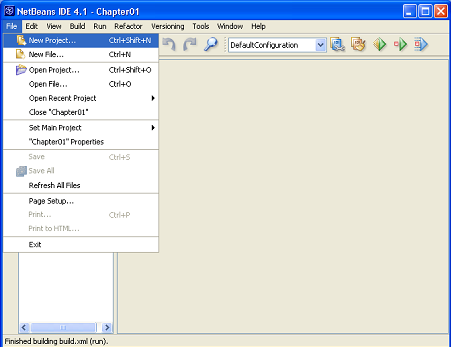 NetBeans IDE 4.1 - Chapter01
File Edit View Build Run Refactor Versioning Tools Window Help
New Project... Ctrl+Shift+N
DefaultConfiguration
New File... Ctrl+N
Open Project... Ctrl+Shift+O
Open File... Ctrl+O
Open Recent Project
Close "Chapter01"
Set Main Project
"Chapter01" Properties
Save Ctrl+S
Save All
Refresh All Files
Page Setup...
Print... Ctrl+P
Print to HTML...
Exit
Finished building build.xml (run).